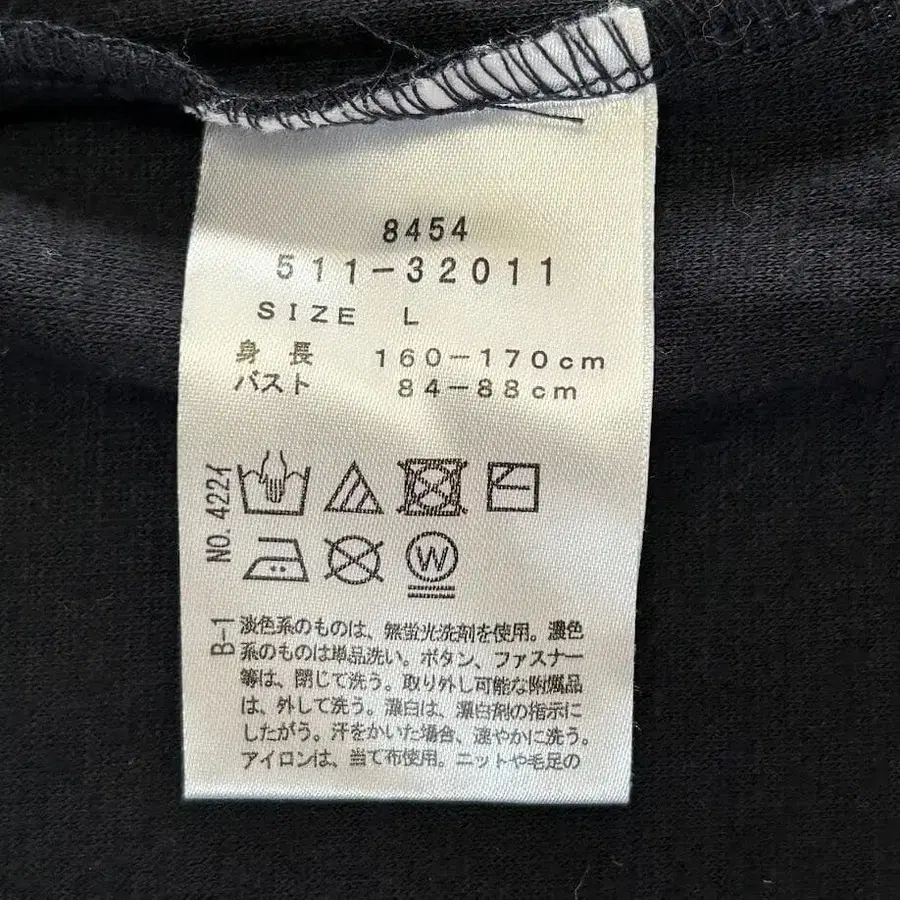 8454
511-32011
SIZE L
身長 160-170cm
バスト 84-88cm
NO.422イ
W
B-1
淡色系のものは、無蛍光洗剤を使用。濃色
系のものは単品洗い。ボタン、ファスナー
等は、閉じて洗う。取り外し可能な附属品
は、外して洗う。漂白は、漂白剤の指示に
したがう。汗をかいた場合、速やかに洗う。
アイロンは、当て布使用。ニットや毛足の